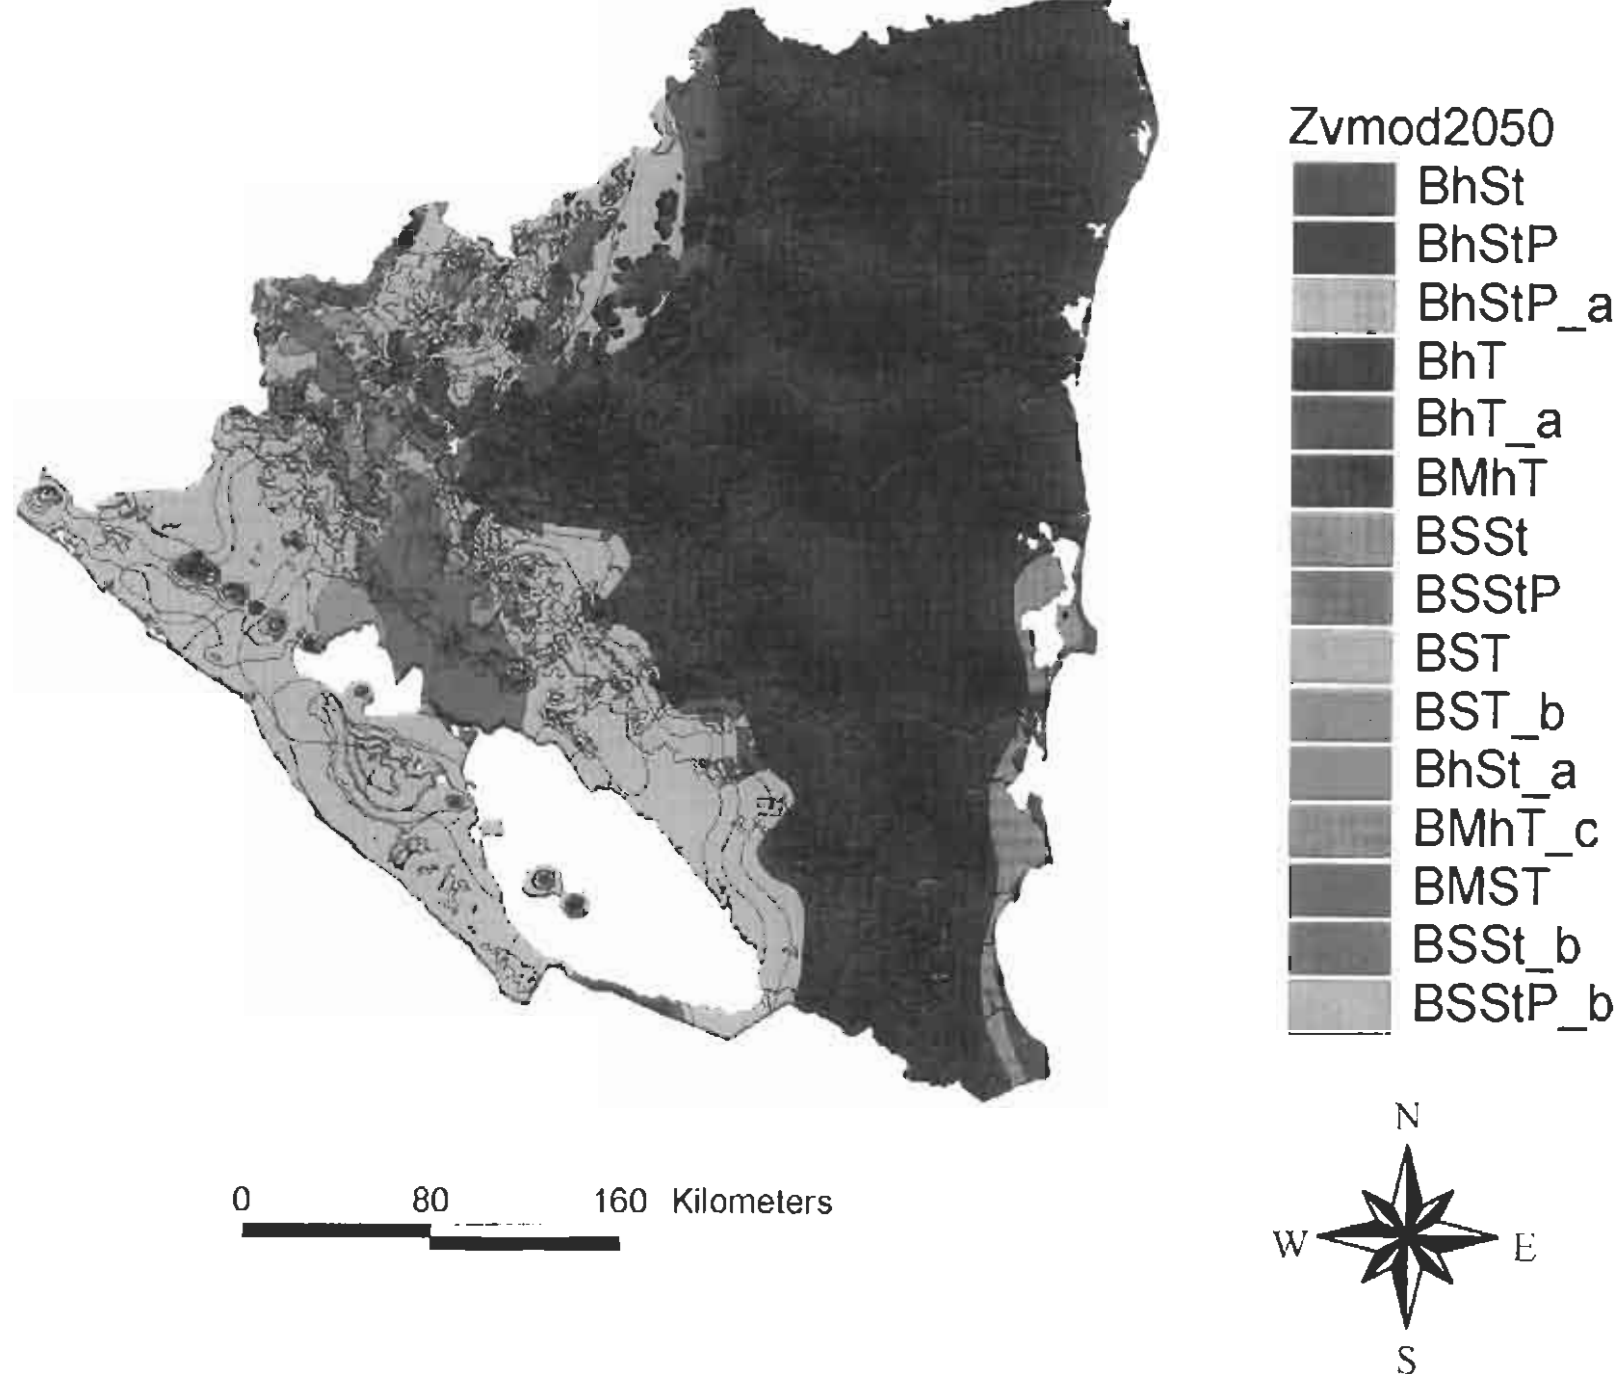 Zvmod2050
BhSt
BhStP
BhStP_a
BhT
BhT_a
BMhT
BSSt
BSStP
BST
BST_b
BhSt_a
BMhT_c
BMST
BSSt_b
BSStP_b
0 80 160 Kilometers
N
W E
S